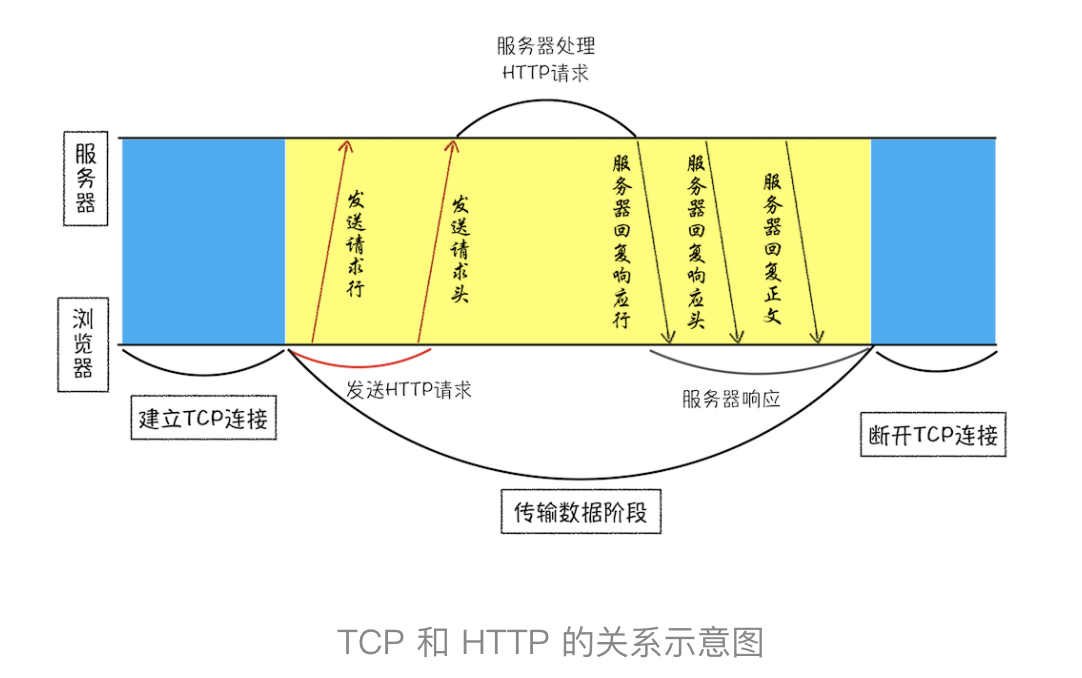 服务器处理
HTTP请求
服务器
发送请求行
发送请求头
服务器回复响应行
服务器回复响应头
服务器回复正文
浏览器
发送HTTP请求
服务器响应
建立TCP连接
断开TCP连接
传输数据阶段
TCP 和 HTTP 的关系示意图